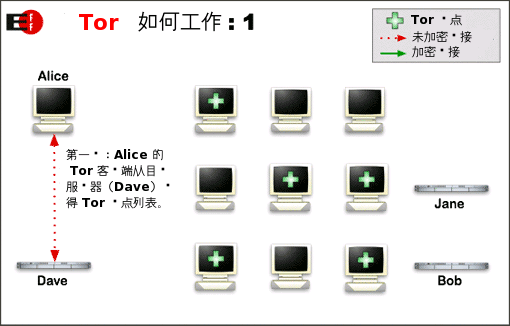 EFF
Tor 如何工作 : 1
Tor ·点
未加密·接
加密·接
Alice
第一·：Alice 的
Tor 客·端从目·
服·器（Dave）·
得 Tor ·点列表。
Jane
Dave
Bob